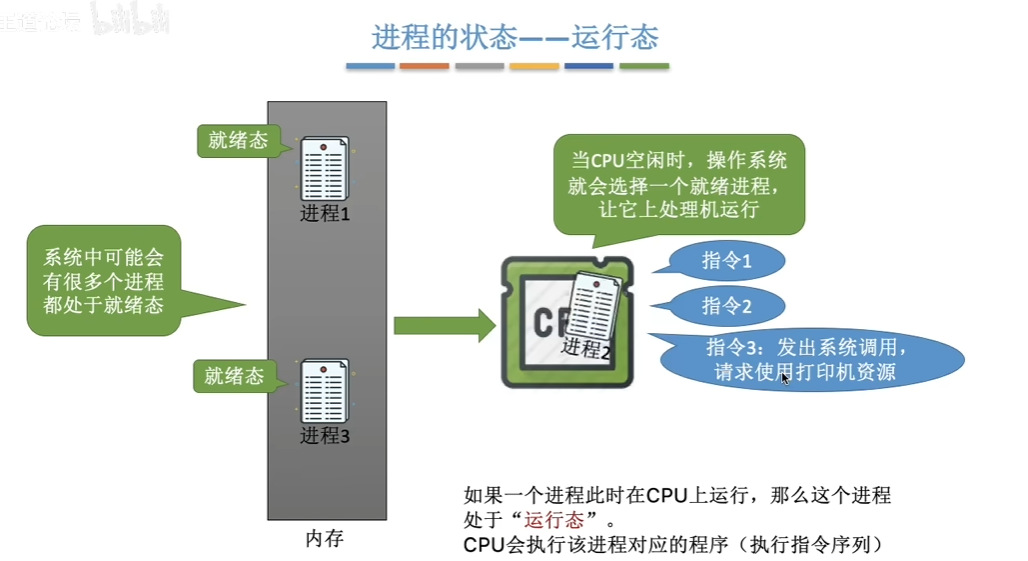 bilibili
进程的状态——运行态
就绪态
进程1
系统中可能会
有很多个进程
都处于就绪态
就绪态
进程3
内存
当CPU空闲时，操作系统
就会选择一个就绪进程，
让它上处理机运行
进程2
指令1
指令2
指令3：发出系统调用，
请求使用打印机资源
如果一个进程此时在CPU上运行，那么这个进程
处于“运行态”。
CPU会执行该进程对应的程序（执行指令序列）